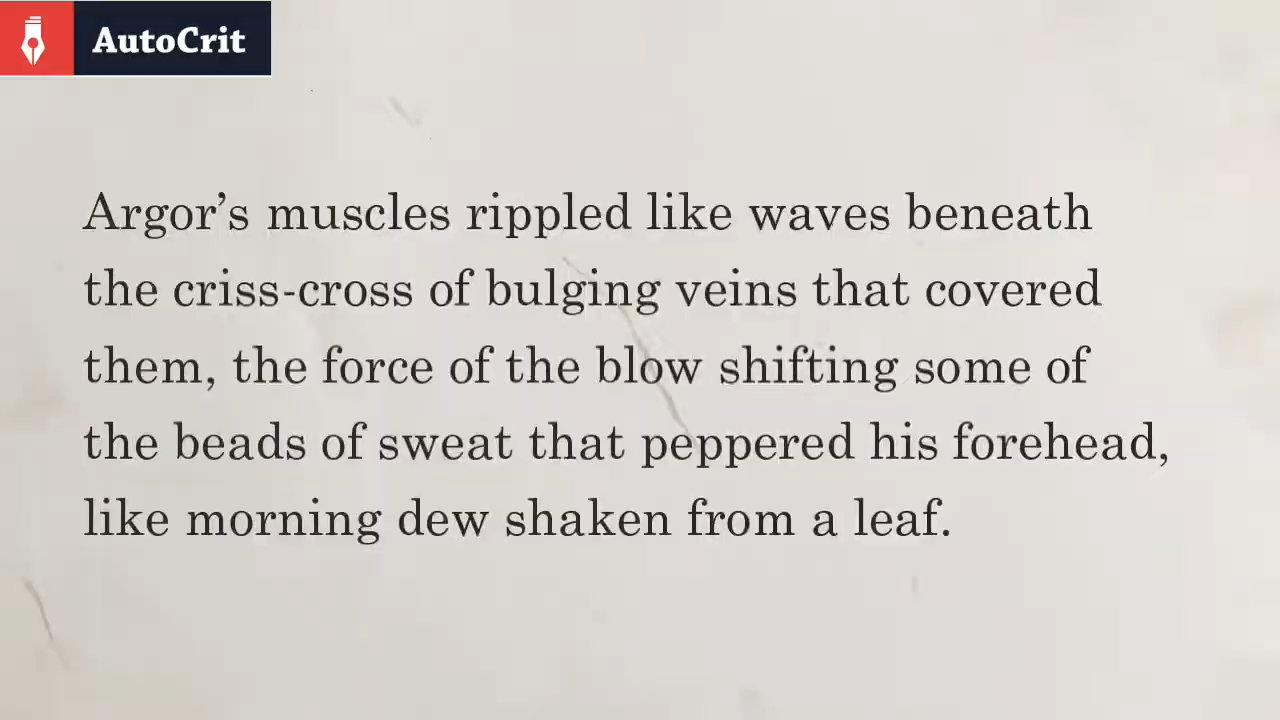 AutoCrit
Argor’s muscles rippled like waves beneath
the criss-cross of bulging veins that covered
them, the force of the blow shifting some of
the beads of sweat that peppered his forehead,
like morning dew shaken from a leaf.